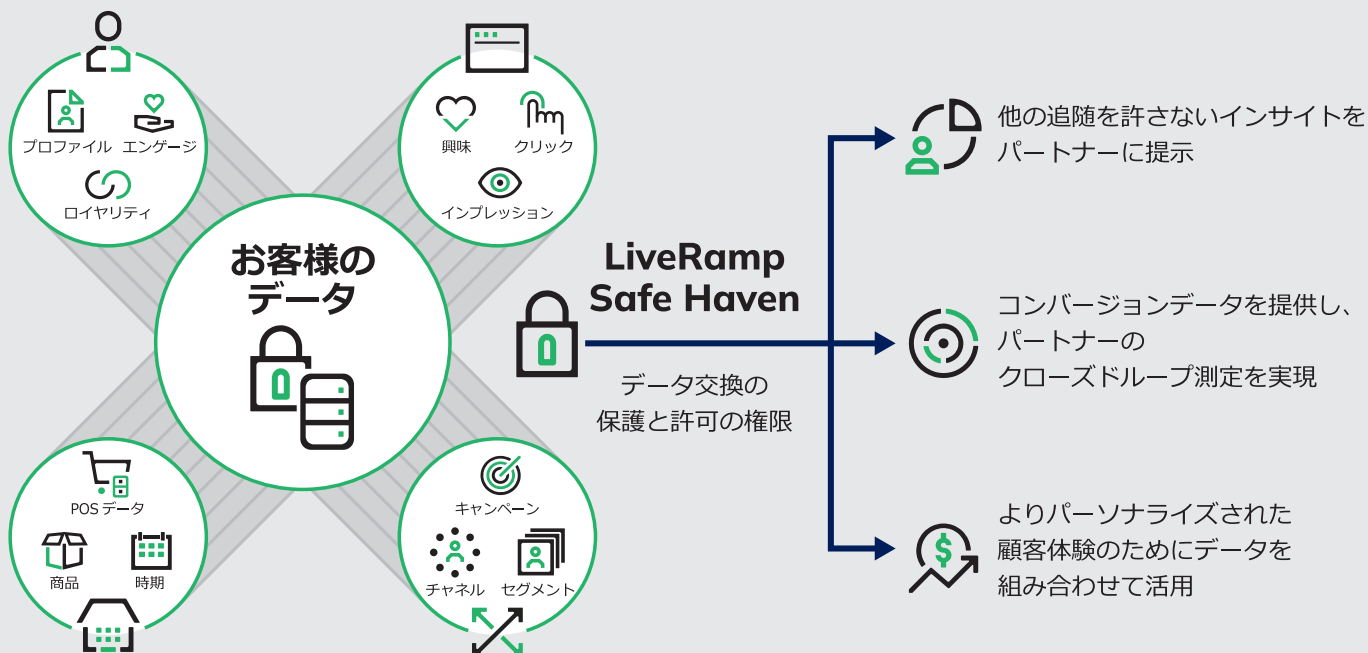 プロファイル
エンゲージ
ロイヤリティ
興味
クリック
インプレッション
お客様の
データ
POS データ
商品
時期
キャンペーン
チャネル
セグメント
LiveRamp
Safe Haven
データ交換の
保護と許可の権限
他の追随を許さないインサイトを
パートナーに提示
コンバージョンデータを提供し、
パートナーの
クローズドループ測定を実現
よりパーソナライズされた
顧客体験のためにデータを
組み合わせて活用